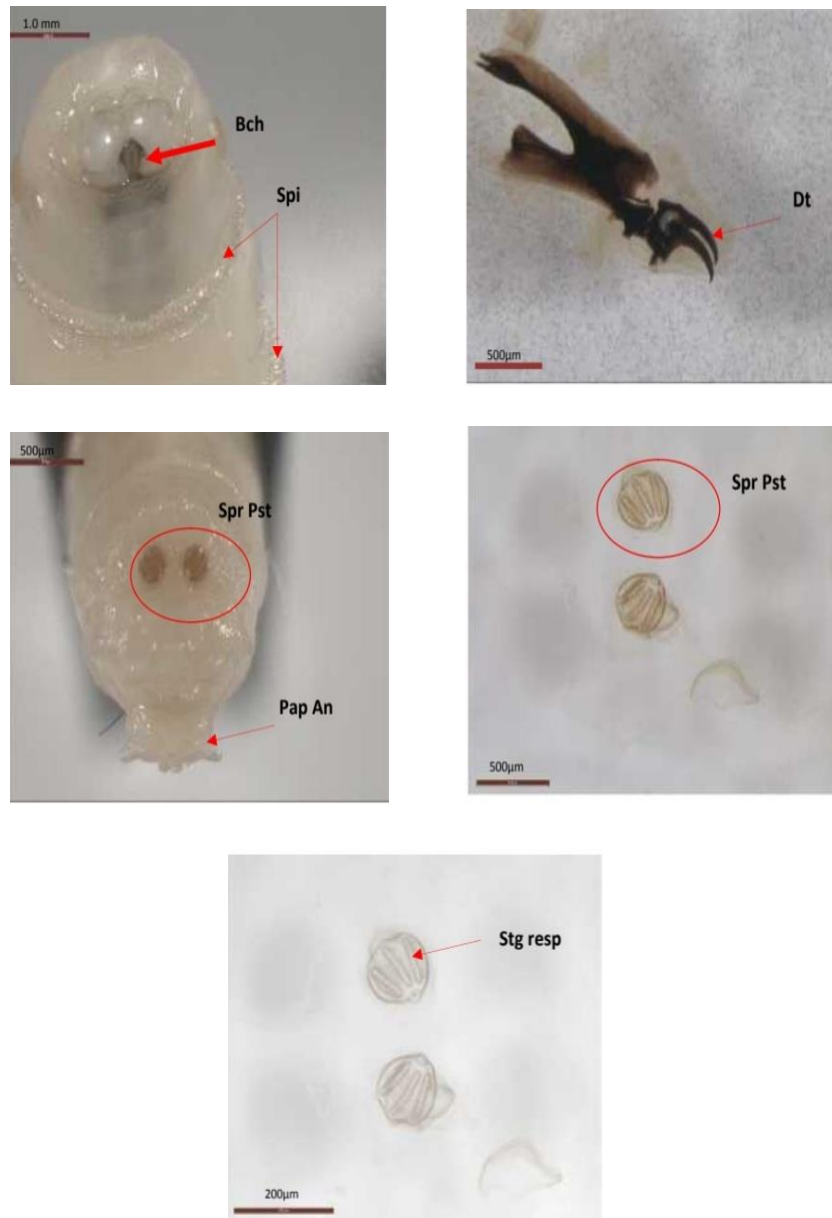 1.0 mm
Bch
Spi
Dt
500µm
500µm
Spr Pst
Pap An
Spr Pst
500µm
Stg resp
200µm